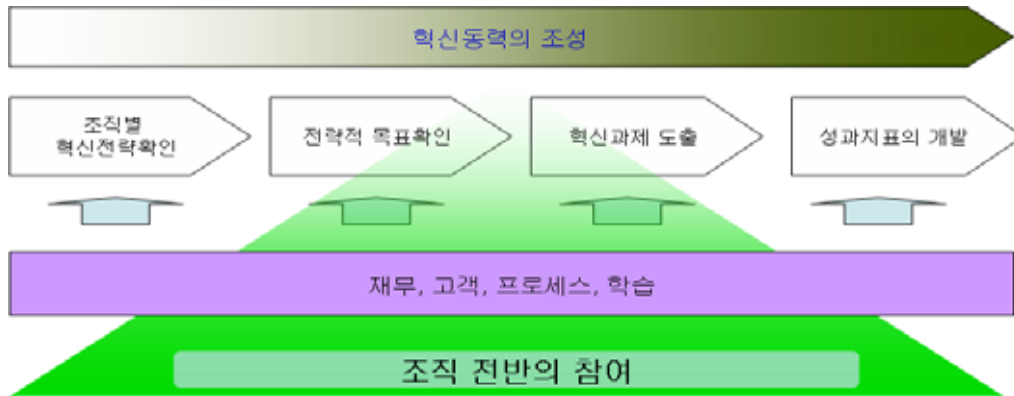 혁신동력의 조성
조직별
혁신전략확인
전략적 목표확인
혁신과제 도출
성과지표의 개발
재무, 고객, 프로세스, 학습
조직 전반의 참여